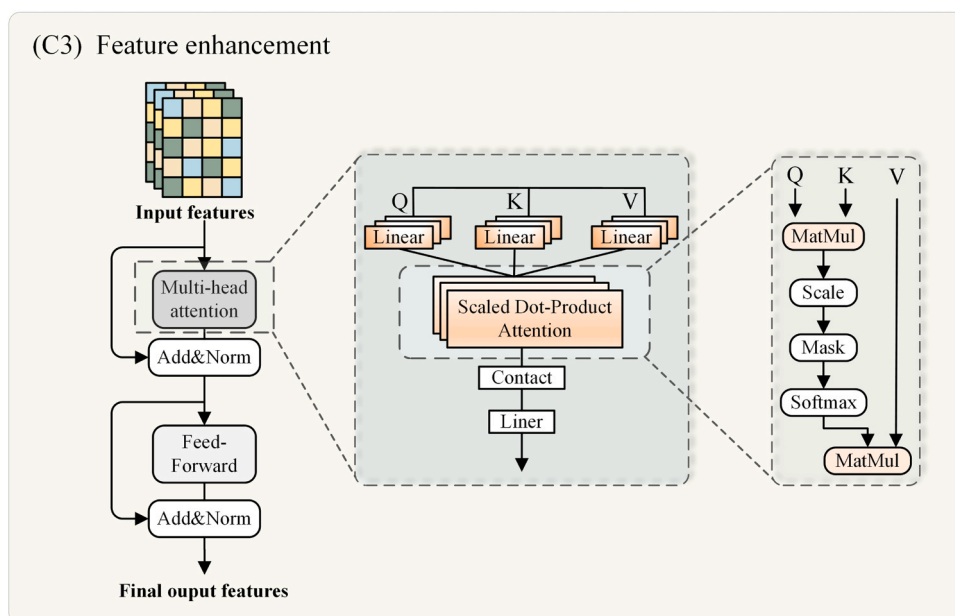 (C3) Feature enhancement
Input features
Multi-head
attention
Add&Norm
Feed-
Forward
Add&Norm
Final ouput features
Q K V
Linear Linear Linear
Scaled Dot-Product
Attention
Contact
Liner
Q K V
MatMul
Scale
Mask
Softmax
MatMul